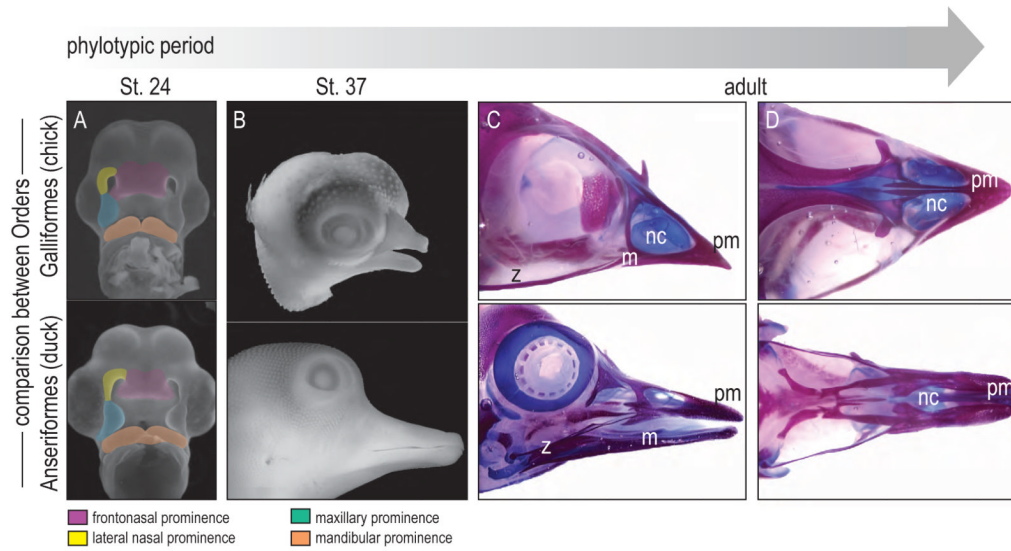 phylotypic period
St. 24
St. 37
adult
comparison between Orders
Galliformes (chick)
Anseriformes (duck)
A
B
C
D
nc
pm
m
z
pm
nc
pm
z
m
nc
pm
frontonasal prominence
maxillary prominence
lateral nasal prominence
mandibular prominence